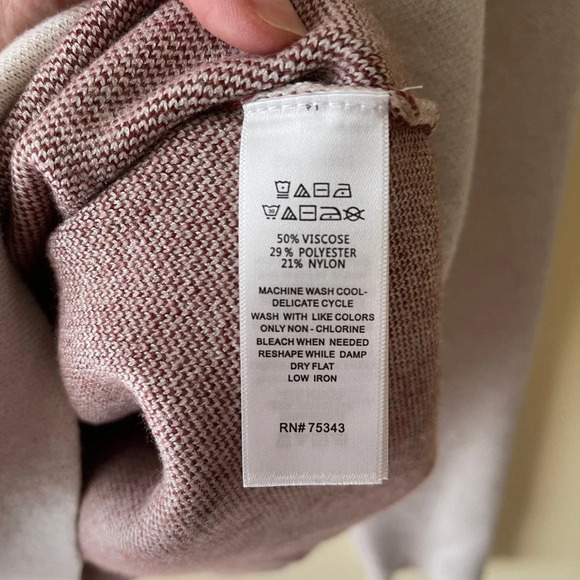 50% VISCOSE
29% POLYESTER
21% NYLON
MACHINE WASH COOL-
DELICATE CYCLE
WASH WITH LIKE COLORS
ONLY NON - CHLORINE
BLEACH WHEN NEEDED
RESHAPE WHILE DAMP
DRY FLAT
LOW IRON
RN# 75343